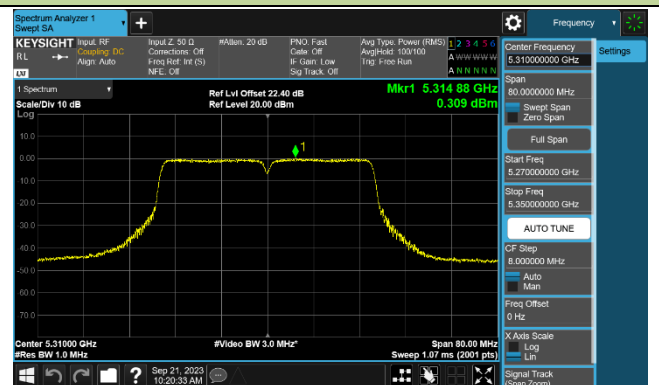 Spectrum Analyzer 1
Swept SA
Frequency
KEYSIGHT
RL
LXI
Input: RF
Coupling: DC
Align: Auto
Input Z: 50 Ω
Corrections: Off
Freq Ref: Int (S)
NFE: Off
#Atten: 20 dB
PNO: Fast
Gate: Off
IF Gain: Low
Sig Track: Off
Avg Type: Power (RMS)
Avg|Hold: 100/100
Trig: Free Run
1 2 3 4 5 6
A W W W W W
A N N N N N
1 Spectrum
Scale/Div 10 dB
Log
Ref Lvl Offset 22.40 dB
Ref Level 20.00 dBm
Mkr1 5.314 88 GHz
0.309 dBm
1
10.0
0.00
-10.0
-20.0
-30.0
-40.0
-50.0
-60.0
-70.0
Center 5.31000 GHz
#Res BW 1.0 MHz
#Video BW 3.0 MHz*
Span 80.00 MHz
Sweep 1.07 ms (2001 pts)
Sep 21, 2023
10:20:33 AM
Center Frequency
5.310000000 GHz
Span
80.0000000 MHz
Swept Span
Zero Span
Full Span
Start Freq
5.270000000 GHz
Stop Freq
5.350000000 GHz
AUTO TUNE
CF Step
8.000000 MHz
Auto
Man
Freq Offset
0 Hz
X Axis Scale
Log
Lin
Signal Track
(Span Zoom)
Settings